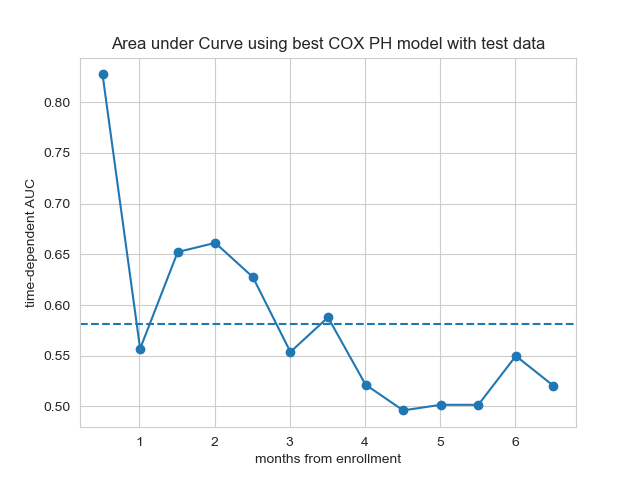 Area under Curve using best COX PH model with test data
time-dependent AUC
0.80
0.75
0.70
0.65
0.60
0.55
0.50
1 2 3 4 5 6
months from enrollment